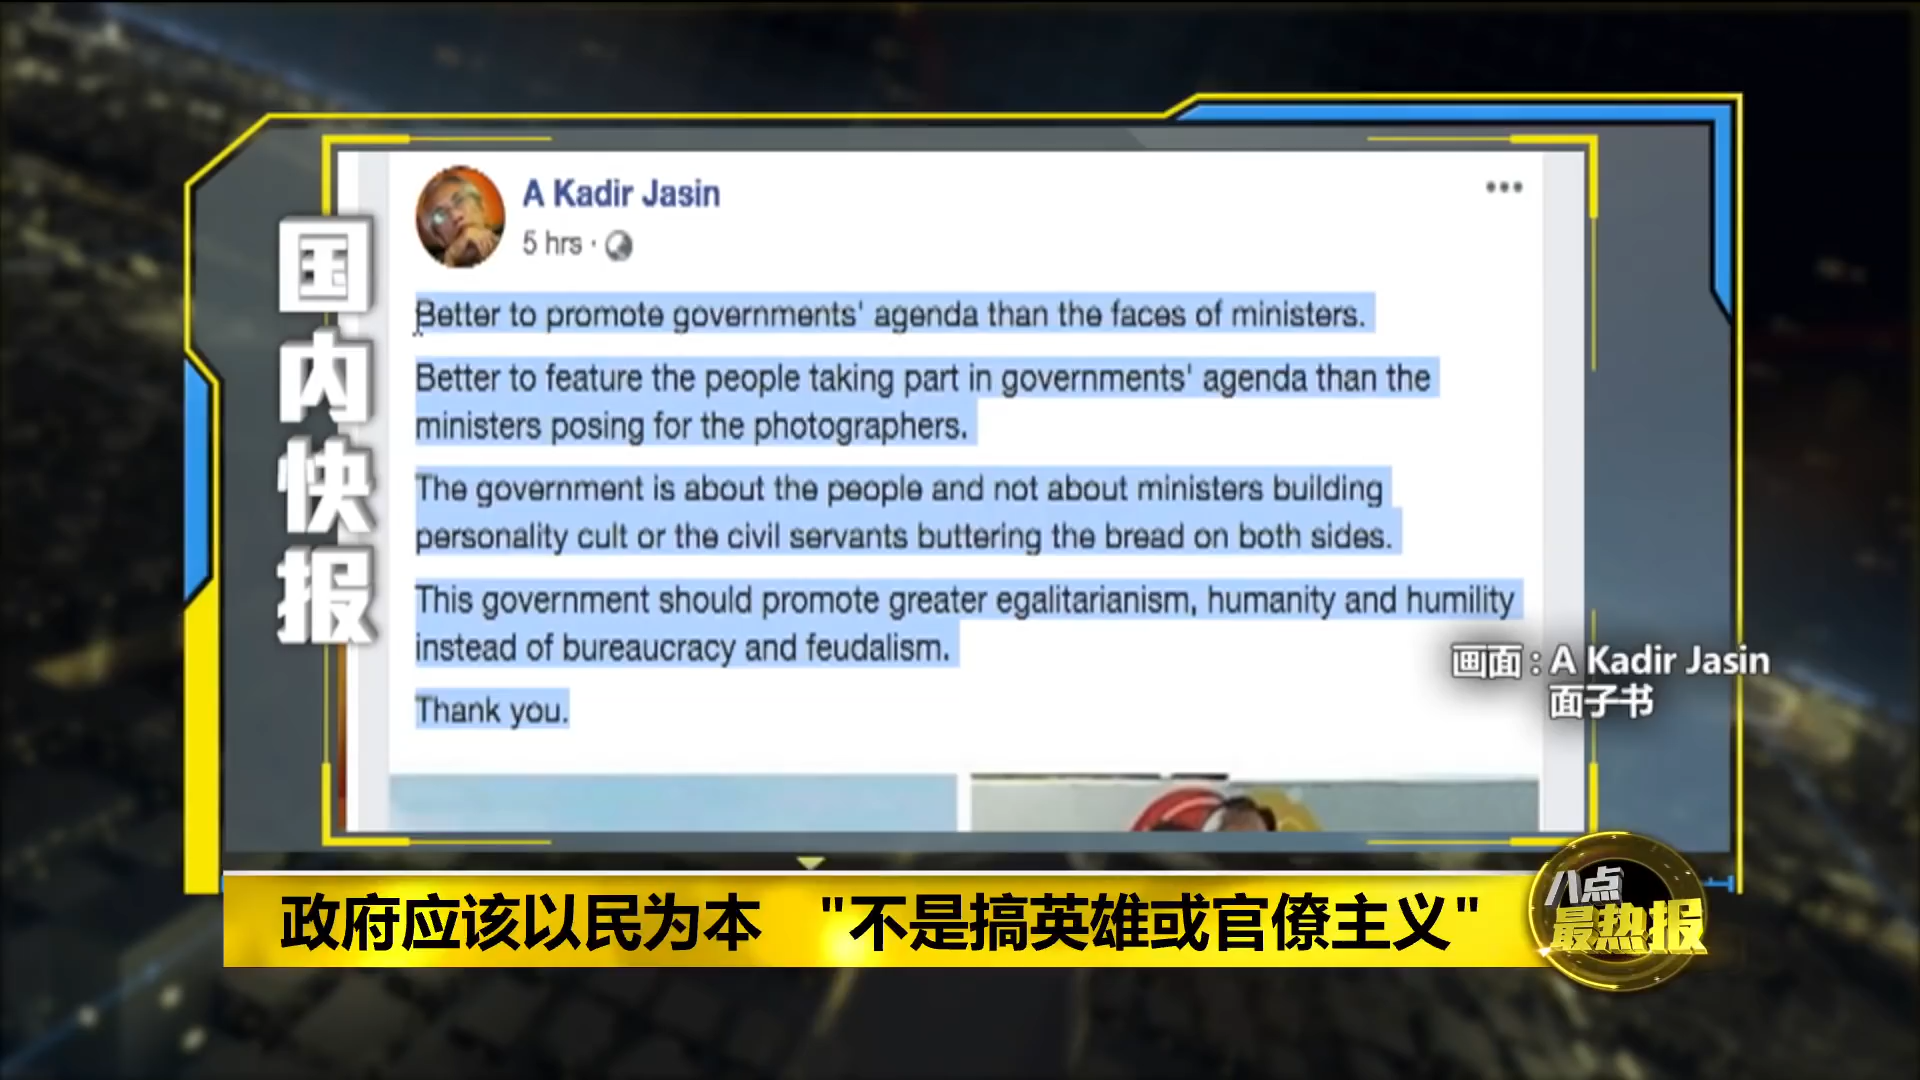 国内快报
A Kadir Jasin
5 hrs ·
Better to promote governments' agenda than the faces of ministers.
Better to feature the people taking part in governments' agenda than the
ministers posing for the photographers.
The government is about the people and not about ministers building
personality cult or the civil servants buttering the bread on both sides.
This government should promote greater egalitarianism, humanity and humility
instead of bureaucracy and feudalism.
Thank you.
画面 : A Kadir Jasin
面子书
政府应该以民为本 "不是搞英雄或官僚主义"
八点
最热报